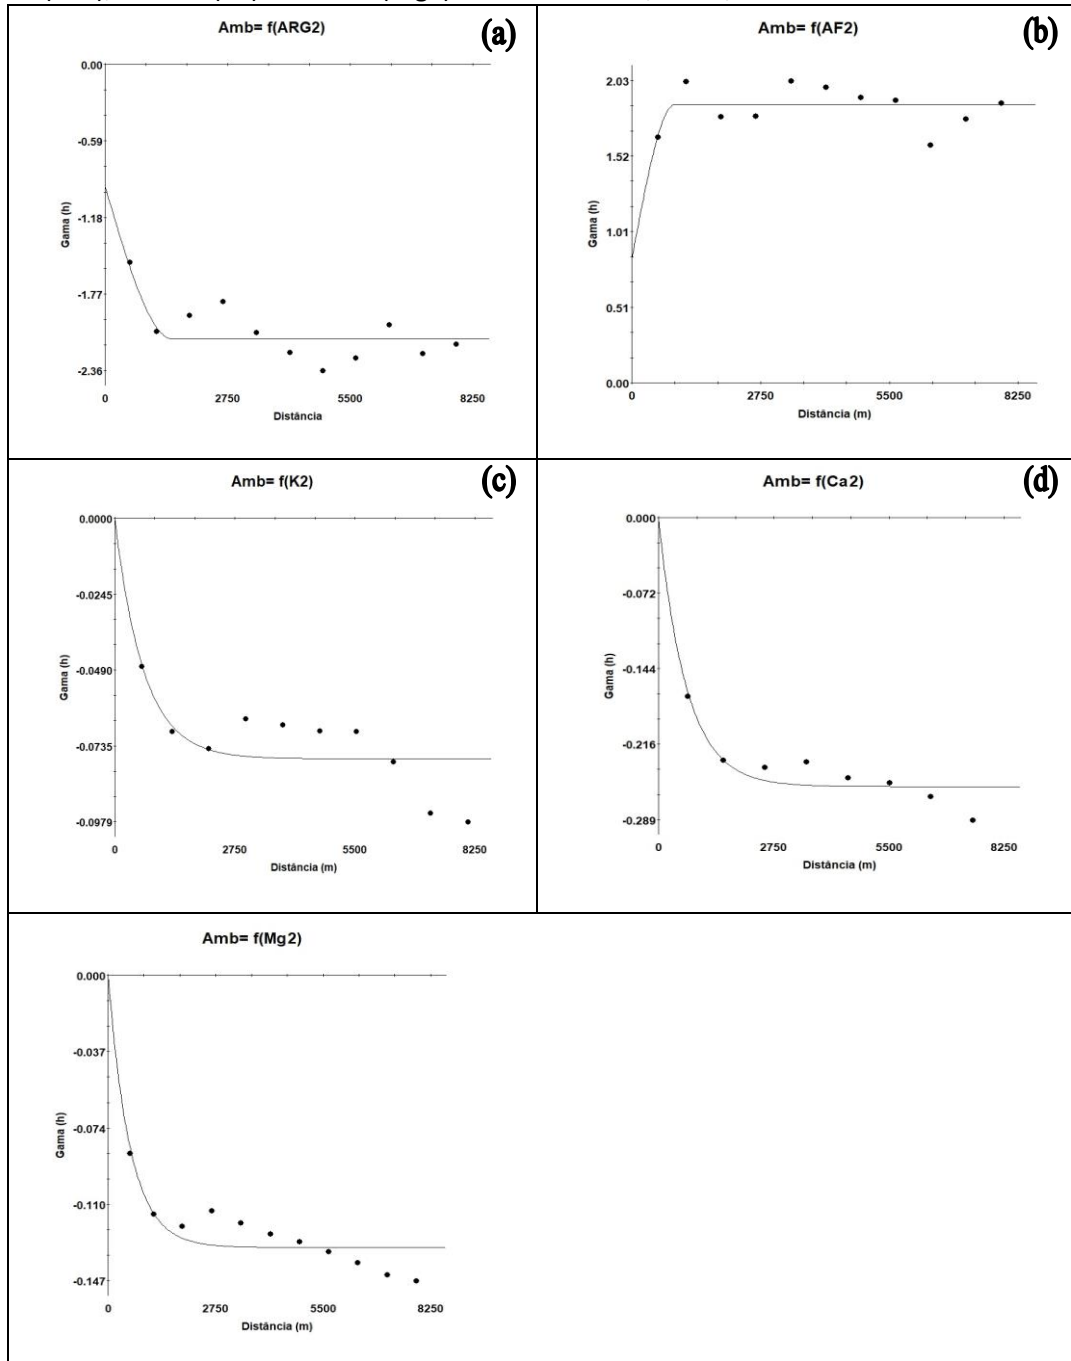 Amb= f(ARG2)
(a)
0.00
-0.59
-1.18
-1.77
-2.36
Gama (h)
0 2750 5500 8250
Distância
Amb= f(AF2)
(b)
2.03
1.52
1.01
0.51
0.00
Gama (h)
0 2750 5500 8250
Distância (m)
Amb= f(K2)
(c)
0.0000
-0.0245
-0.0490
-0.0735
-0.0979
Gama (h)
0 2750 5500 8250
Distância (m)
Amb= f(Ca2)
(d)
0.000
-0.072
-0.144
-0.216
-0.289
Gama (h)
0 2750 5500 8250
Distância (m)
Amb= f(Mg2)
0.000
-0.037
-0.074
-0.110
-0.147
Gama (h)
0 2750 5500 8250
Distância (m)